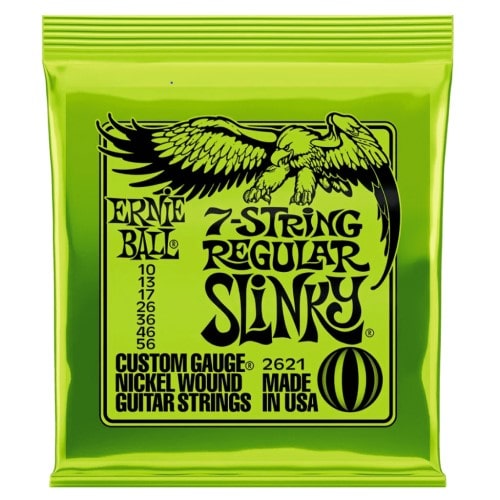 ERNIE
BALL®
7-STRING
REGULAR
SLINKY®
10
13
17
26
36
46
56
CUSTOM GAUGE® 2621
NICKEL WOUND MADE
GUITAR STRINGS IN USA